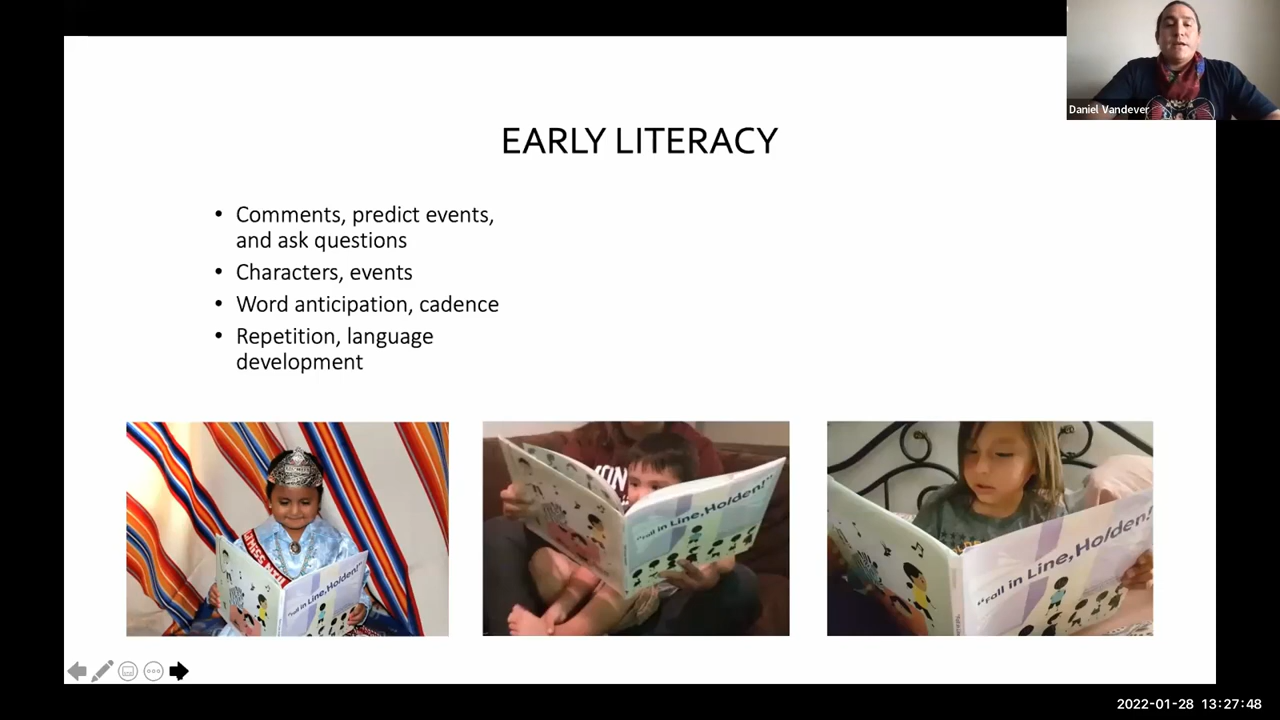 Daniel Vandever
EARLY LITERACY
• Comments, predict events,
and ask questions
• Characters, events
• Word anticipation, cadence
• Repetition, language
development
"Fall in Line, Holden!"
"Fall in Line, Holden!"
"Fall in Line, Holden!"
2022-01-28 13:27:48